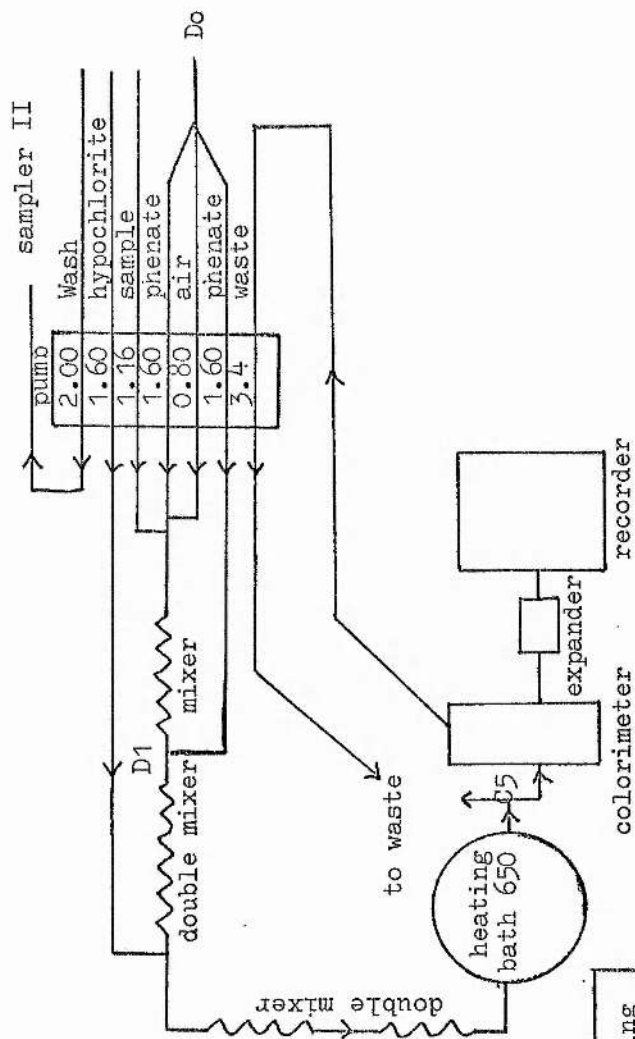 sampler II
pump
2.00 Wash
1.60 hypochlorite
1.16 sample
1.60 phenate
0.80 air
1.60 phenate
3.4 waste
Do
D1
mixer
double mixer
double mixer
to waste
heating
bath 650
C5
colorimeter
expander
recorder
ng